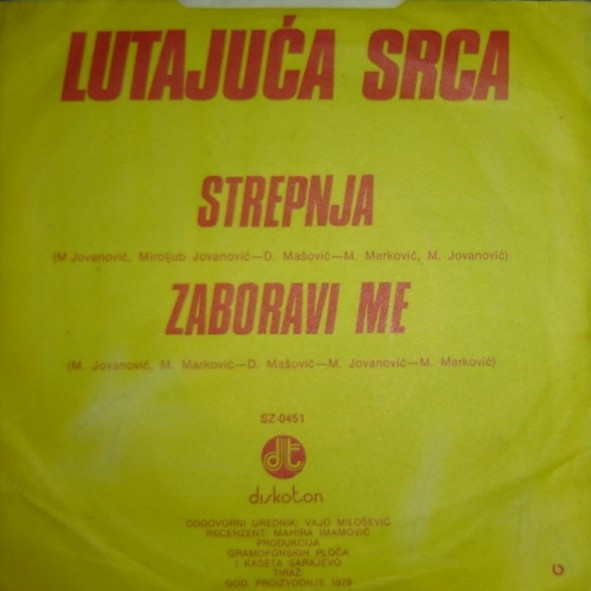 LUTAJUĆA SRCA
STREPNJA
(M Jovanović, Miroljub Jovanović—D. Mašović—M. Marković, M. Jovanović)
ZABORAVI ME
(M. Jovanović, M. Marković—D. Mašović—M. Jovanović—M. Marković)
SZ-0451
dt
diskoton
ODGOVORNI UREDNIK: VAJO MILOŠEVIĆ
RECENZENT: MAHIRA IMAMOVIĆ
PRODUKCIJA
GRAMOFONSKIH PLOČA
I KASETA SARAJEVO
TIRAŽ:
GOD. PROIZVODNJE 1979